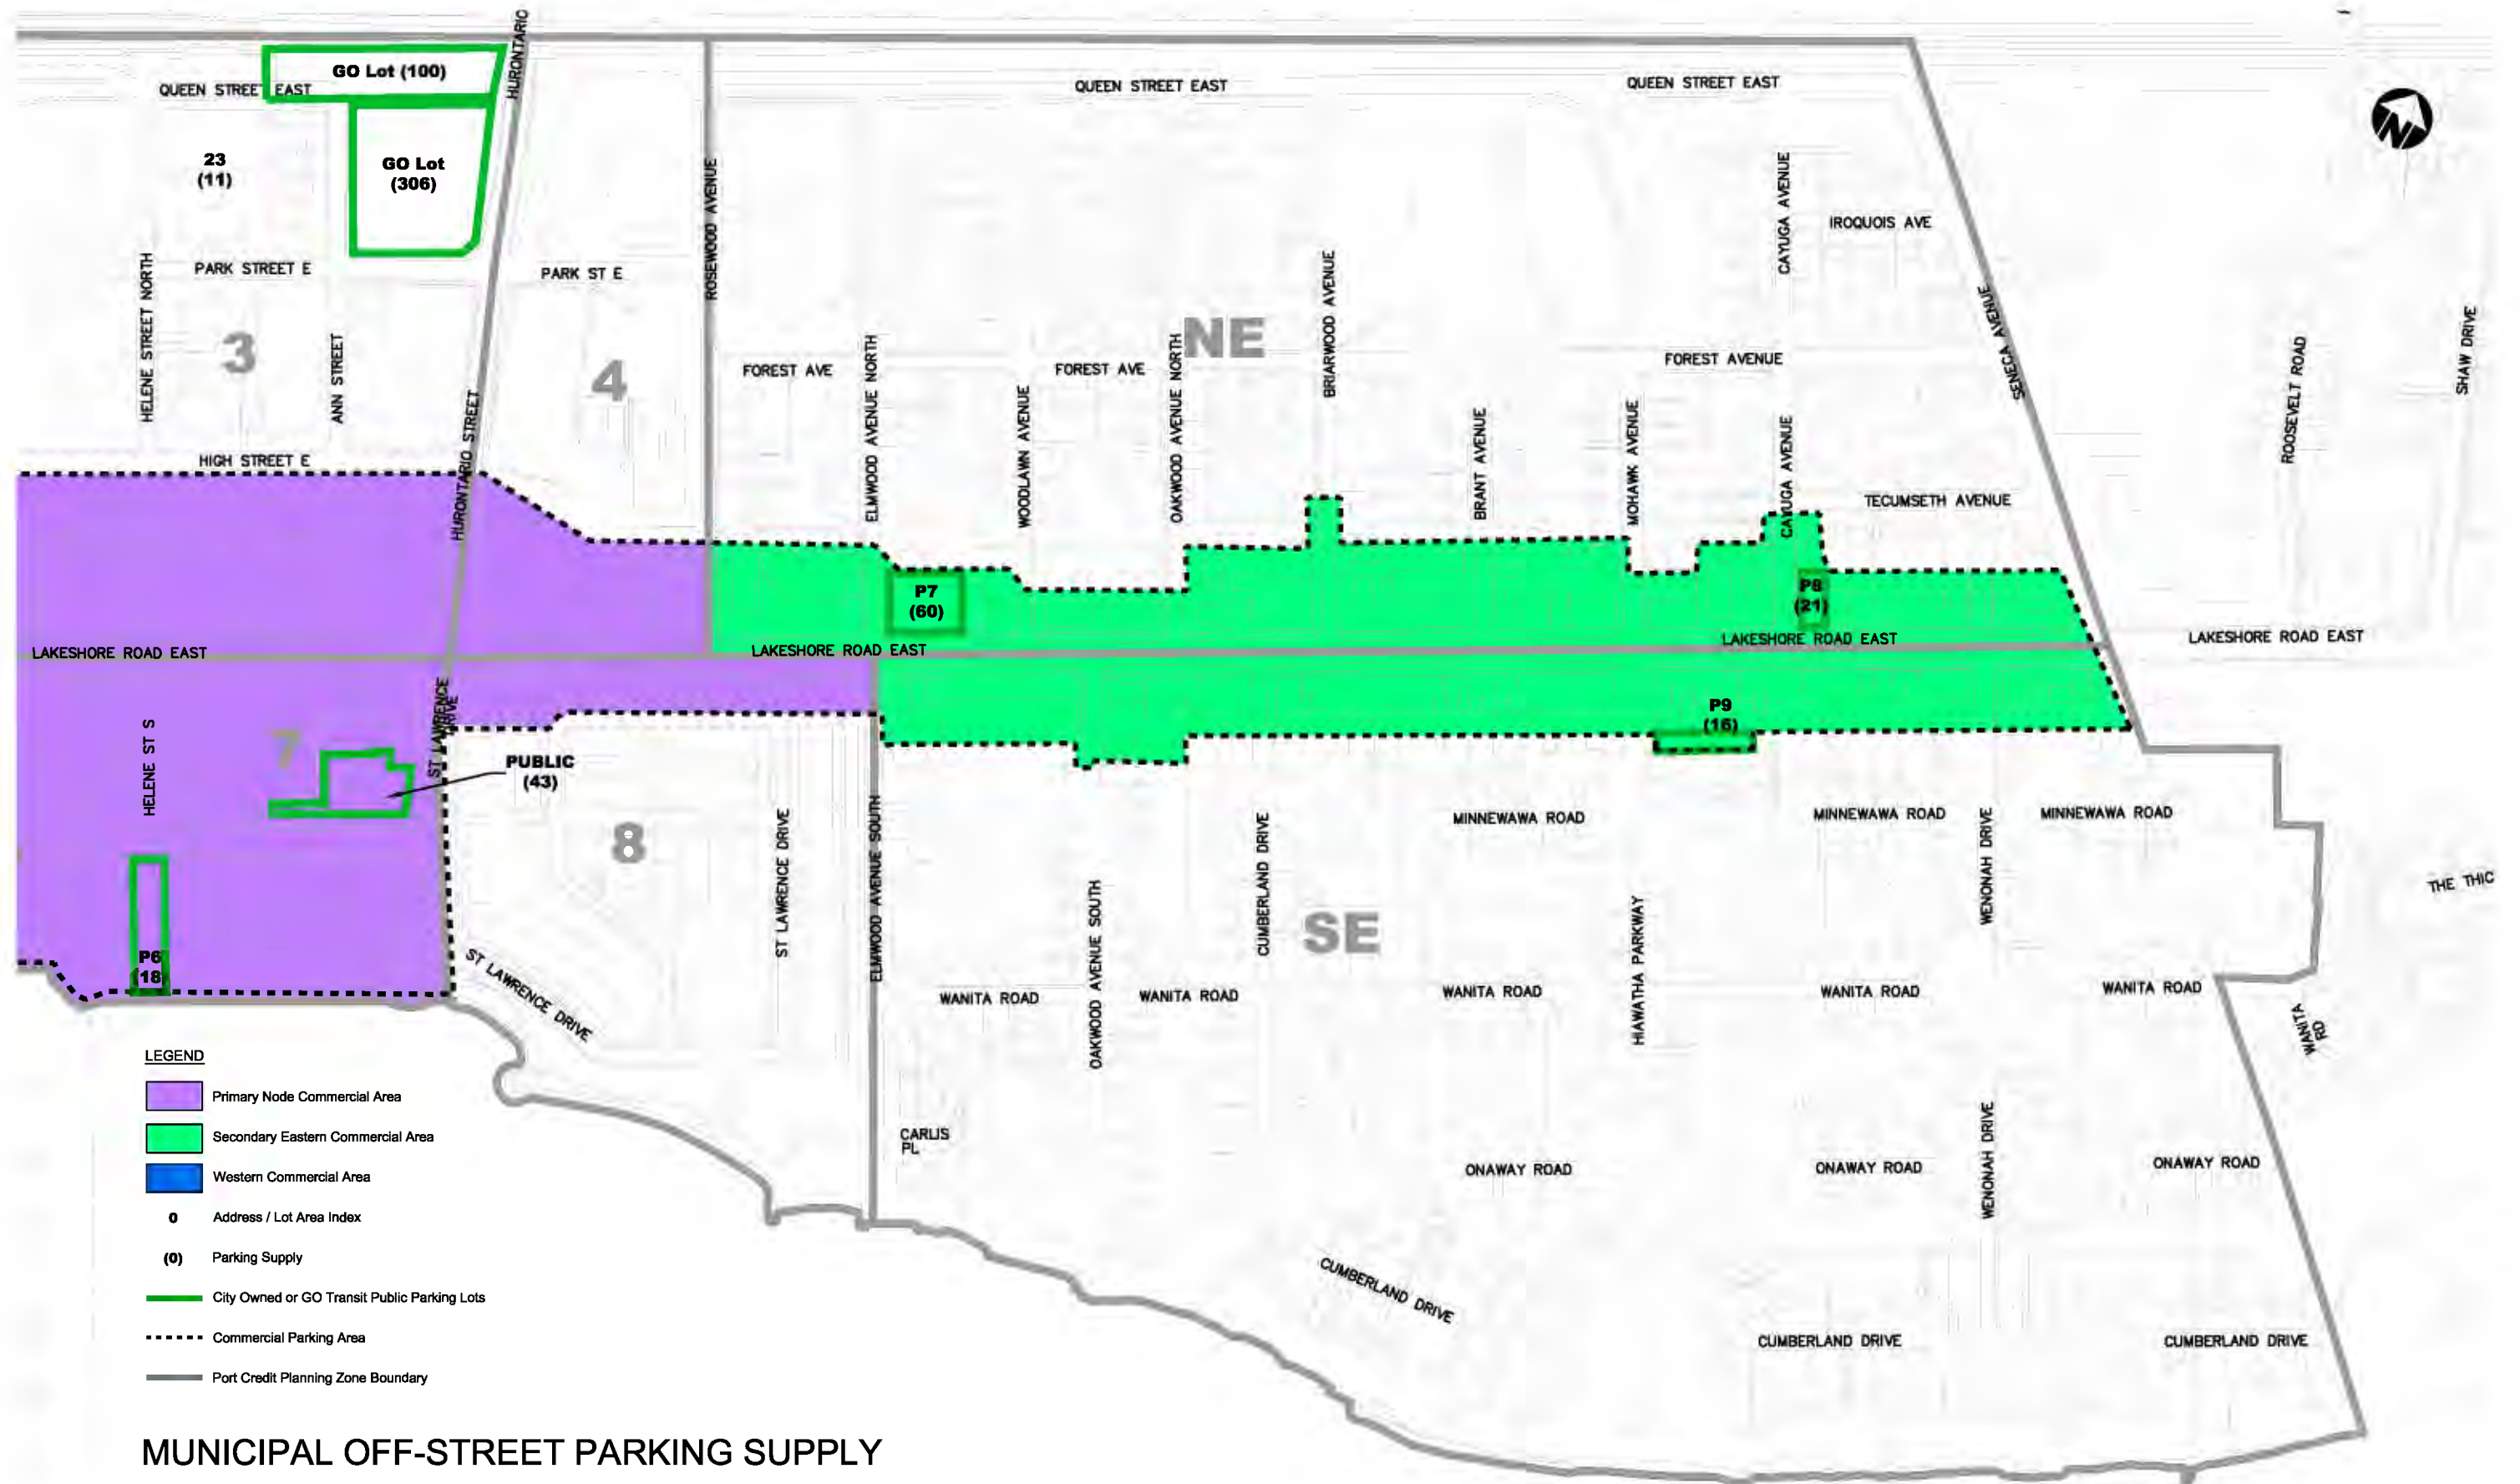 HURONTARIO
GO Lot (100)
QUEEN STREET EAST
QUEEN STREET EAST
QUEEN STREET EAST
N
23
(11)
GO Lot
(306)
ROSEWOOD AVENUE
CAYUGA AVENUE
IROQUOIS AVE
HELENE STREET NORTH
PARK STREET E
PARK ST E
BRIARWOOD AVENUE
SENECA AVENUE
3
ANN STREET
4
NE
FOREST AVE
ELMWOOD AVENUE NORTH
FOREST AVE
OAKWOOD AVENUE NORTH
FOREST AVENUE
ROOSEVELT ROAD
SHAW DRIVE
HURONTARIO STREET
WOODLAWN AVENUE
BRANT AVENUE
MOHAWK AVENUE
CAYUGA AVENUE
HIGH STREET E
TECUMSETH AVENUE
P7
(60)
P8
(21)
LAKESHORE ROAD EAST
LAKESHORE ROAD EAST
LAKESHORE ROAD EAST
LAKESHORE ROAD EAST
ST LAWRENCE
DRIVE
HELENE ST S
7
P9
(16)
PUBLIC
(43)
8
ST LAWRENCE DRIVE
ELMWOOD AVENUE SOUTH
CUMBERLAND DRIVE
MINNEWAWA ROAD
MINNEWAWA ROAD
WENONAH DRIVE
MINNEWAWA ROAD
THE THIC
OAKWOOD AVENUE SOUTH
SE
HIAWATHA PARKWAY
P6
(18)
ST LAWRENCE DRIVE
WANITA ROAD
WANITA ROAD
WANITA ROAD
WANITA ROAD
WANITA ROAD
WANITA
RD
CARLIS
PL
ONAWAY ROAD
ONAWAY ROAD
WENONAH DRIVE
ONAWAY ROAD
CUMBERLAND DRIVE
CUMBERLAND DRIVE
CUMBERLAND DRIVE
LEGEND
Primary Node Commercial Area
Secondary Eastern Commercial Area
Western Commercial Area
0 Address / Lot Area Index
(0) Parking Supply
City Owned or GO Transit Public Parking Lots
Commercial Parking Area
Port Credit Planning Zone Boundary
MUNICIPAL OFF-STREET PARKING SUPPLY